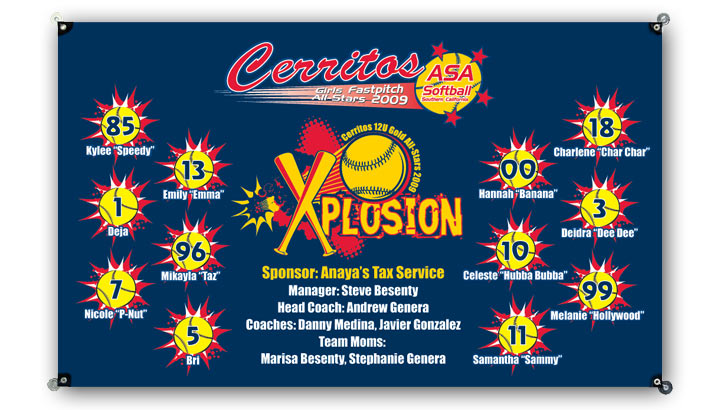 Cerritos
Girls Fastpitch
All-Stars 2009
ASA
Softball
Southern California
85
Kylee "Speedy"
13
Emily "Emma"
1
Deja
96
Mikayla "Taz"
7
Nicole "P-Nut"
5
Bri
Cerritos 12U Gold All-Stars 2009
XPLOSION
Sponsor: Anaya's Tax Service
Manager: Steve Besenty
Head Coach: Andrew Genera
Coaches: Danny Medina, Javier Gonzalez
Team Moms:
Marisa Besenty, Stephanie Genera
18
Charlene "Char Char"
00
Hannah "Banana"
3
Deidra "Dee Dee"
10
Celeste "Hubba Bubba"
99
Melanie "Hollywood"
11
Samantha "Sammy"